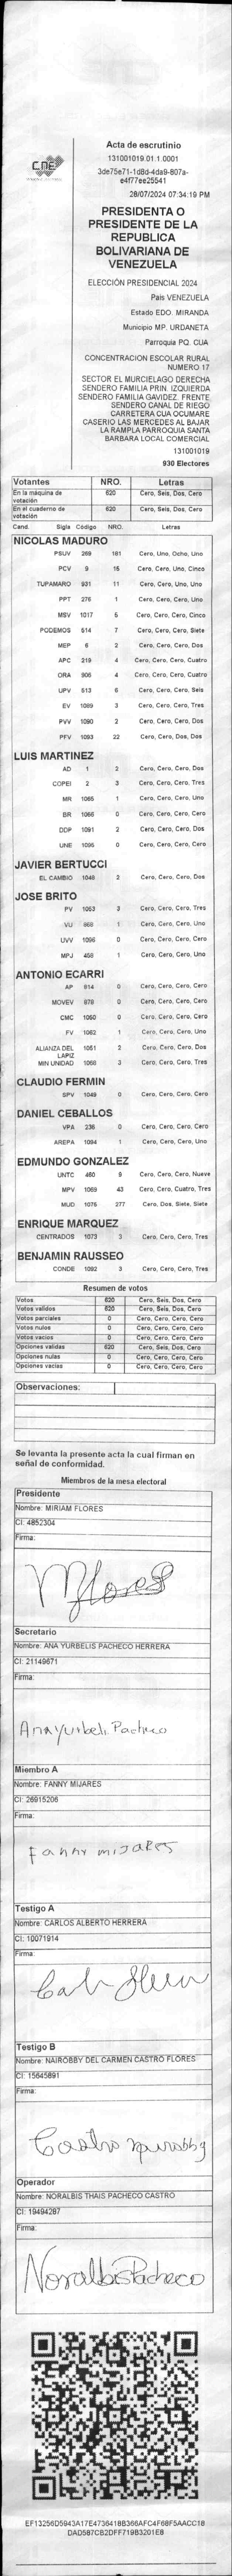 CNE
Acta de escrutinio
131001019.01.1.0001
3de75e71-1d8d-4da9-807a-
e4f77ee25541
28/07/2024 07:34:19 PM
PRESIDENTA O
PRESIDENTE DE LA
REPUBLICA
BOLIVARIANA DE
VENEZUELA
ELECCIÓN PRESIDENCIAL 2024
Pais VENEZUELA
Estado EDO. MIRANDA
Municipio MP. URDANETA
Parroquia PQ. CUA
CONCENTRACION ESCOLAR RURAL
NUMERO 17
SECTOR EL MURCIELAGO DERECHA
SENDERO FAMILIA PRIN. IZQUIERDA
SENDERO FAMILIA GAVIDEZ. FRENTE
SENDERO CANAL DE RIEGO
CARRETERA CUA OCUMARE
CASERIO LAS MERCEDES AL BAJAR
LA RAMPLA PARROQUIA SANTA
BARBARA LOCAL COMERCIAL
131001019
930 Electores
Votantes NRO. Letras
En la máquina de votación 620 Cero, Seis, Dos, Cero
En el cuaderno de votación 620 Cero, Seis, Dos, Cero
Cand. Sigla Codigo NRO. Letras
NICOLAS MADURO
PSUV 269 181 Cero, Uno, Ocho, Uno
PCV 9 15 Cero, Cero, Uno, Cinco
TUPAMARO 931 11 Cero, Cero, Uno, Uno
PPT 276 1 Cero, Cero, Cero, Uno
MSV 1017 5 Cero, Cero, Cero, Cinco
PODEMOS 514 7 Cero, Cero, Cero, Siete
MEP 6 2 Cero, Cero, Cero, Dos
APC 219 4 Cero, Cero, Cero, Cuatro
ORA 906 4 Cero, Cero, Cero, Cuatro
UPV 513 6 Cero, Cero, Cero, Seis
EV 1089 3 Cero, Cero, Cero, Tres
PVV 1090 2 Cero, Cero, Cero, Dos
PFV 1093 22 Cero, Cero, Dos, Dos
LUIS MARTINEZ
AD 1 2 Cero, Cero, Cero, Dos
COPEI 2 3 Cero, Cero, Cero, Tres
MR 1065 1 Cero, Cero, Cero, Uno
BR 1066 0 Cero, Cero, Cero, Cero
DDP 1091 2 Cero, Cero, Cero, Dos
UNE 1095 0 Cero, Cero, Cero, Cero
JAVIER BERTUCCI
EL CAMBIO 1046 2 Cero, Cero, Cero, Dos
JOSE BRITO
PV 1053 3 Cero, Cero, Cero, Tres
VU 868 1 Cero, Cero, Cero, Uno
UVV 1096 0 Cero, Cero, Cero, Cero
MPJ 458 1 Cero, Cero, Cero, Uno
ANTONIO ECARRI
AP 914 0 Cero, Cero, Cero, Cero
MOVEV 878 0 Cero, Cero, Cero, Cero
CMC 1050 0 Cero, Cero, Cero, Cero
FV 1062 1 Cero, Cero, Cero, Uno
ALIANZA DEL LAPIZ 1051 2 Cero, Cero, Cero, Dos
MIN UNIDAD 1068 3 Cero, Cero, Cero, Tres
CLAUDIO FERMIN
SPV 1049 0 Cero, Cero, Cero, Cero
DANIEL CEBALLOS
VPA 236 0 Cero, Cero, Cero, Cero
AREPA 1094 1 Cero, Cero, Cero, Uno
EDMUNDO GONZALEZ
UNTC 460 9 Cero, Cero, Cero, Nueve
MPV 1069 43 Cero, Cero, Cuatro, Tres
MUD 1076 277 Cero, Dos, Siete, Siete
ENRIQUE MARQUEZ
CENTRADOS 1073 3 Cero, Cero, Cero, Tres
BENJAMIN RAUSSEO
CONDE 1092 3 Cero, Cero, Cero, Tres
Resumen de votos
Votos 620 Cero, Seis, Dos, Cero
Votos validos 620 Cero, Seis, Dos, Cero
Votos parciales 0 Cero, Cero, Cero, Cero
Votos nulos 0 Cero, Cero, Cero, Cero
Votos vacios 0 Cero, Cero, Cero, Cero
Opciones validas 620 Cero, Seis, Dos, Cero
Opciones nulas 0 Cero, Cero, Cero, Cero
Opciones vacias 0 Cero, Cero, Cero, Cero
Observaciones:
Se levanta la presente acta la cual firman en
señal de conformidad.
Miembros de la mesa electoral
Presidente
Nombre: MIRIAM FLORES
CI: 4852304
Firma:
Mflores
Secretario
Nombre: ANA YURBELIS PACHECO HERRERA
CI: 21149671
Firma:
Anayurbeli Pacheco
Miembro A
Nombre: FANNY MIJARES
CI: 26915206
Firma:
Fanny mijares
Testigo A
Nombre: CARLOS ALBERTO HERRERA
CI: 10071914
Firma:
Testigo B
Nombre: NAIROBBY DEL CARMEN CASTRO FLORES
CI: 15645891
Firma:
Castro nairobby
Operador
Nombre: NORALBIS THAIS PACHECO CASTRO
CI: 19494287
Firma:
Noralbis Pacheco
EF13256D5943A17E4736418B366AFC4F68F5AACC18
DAD587CB2DFF719B3201E8